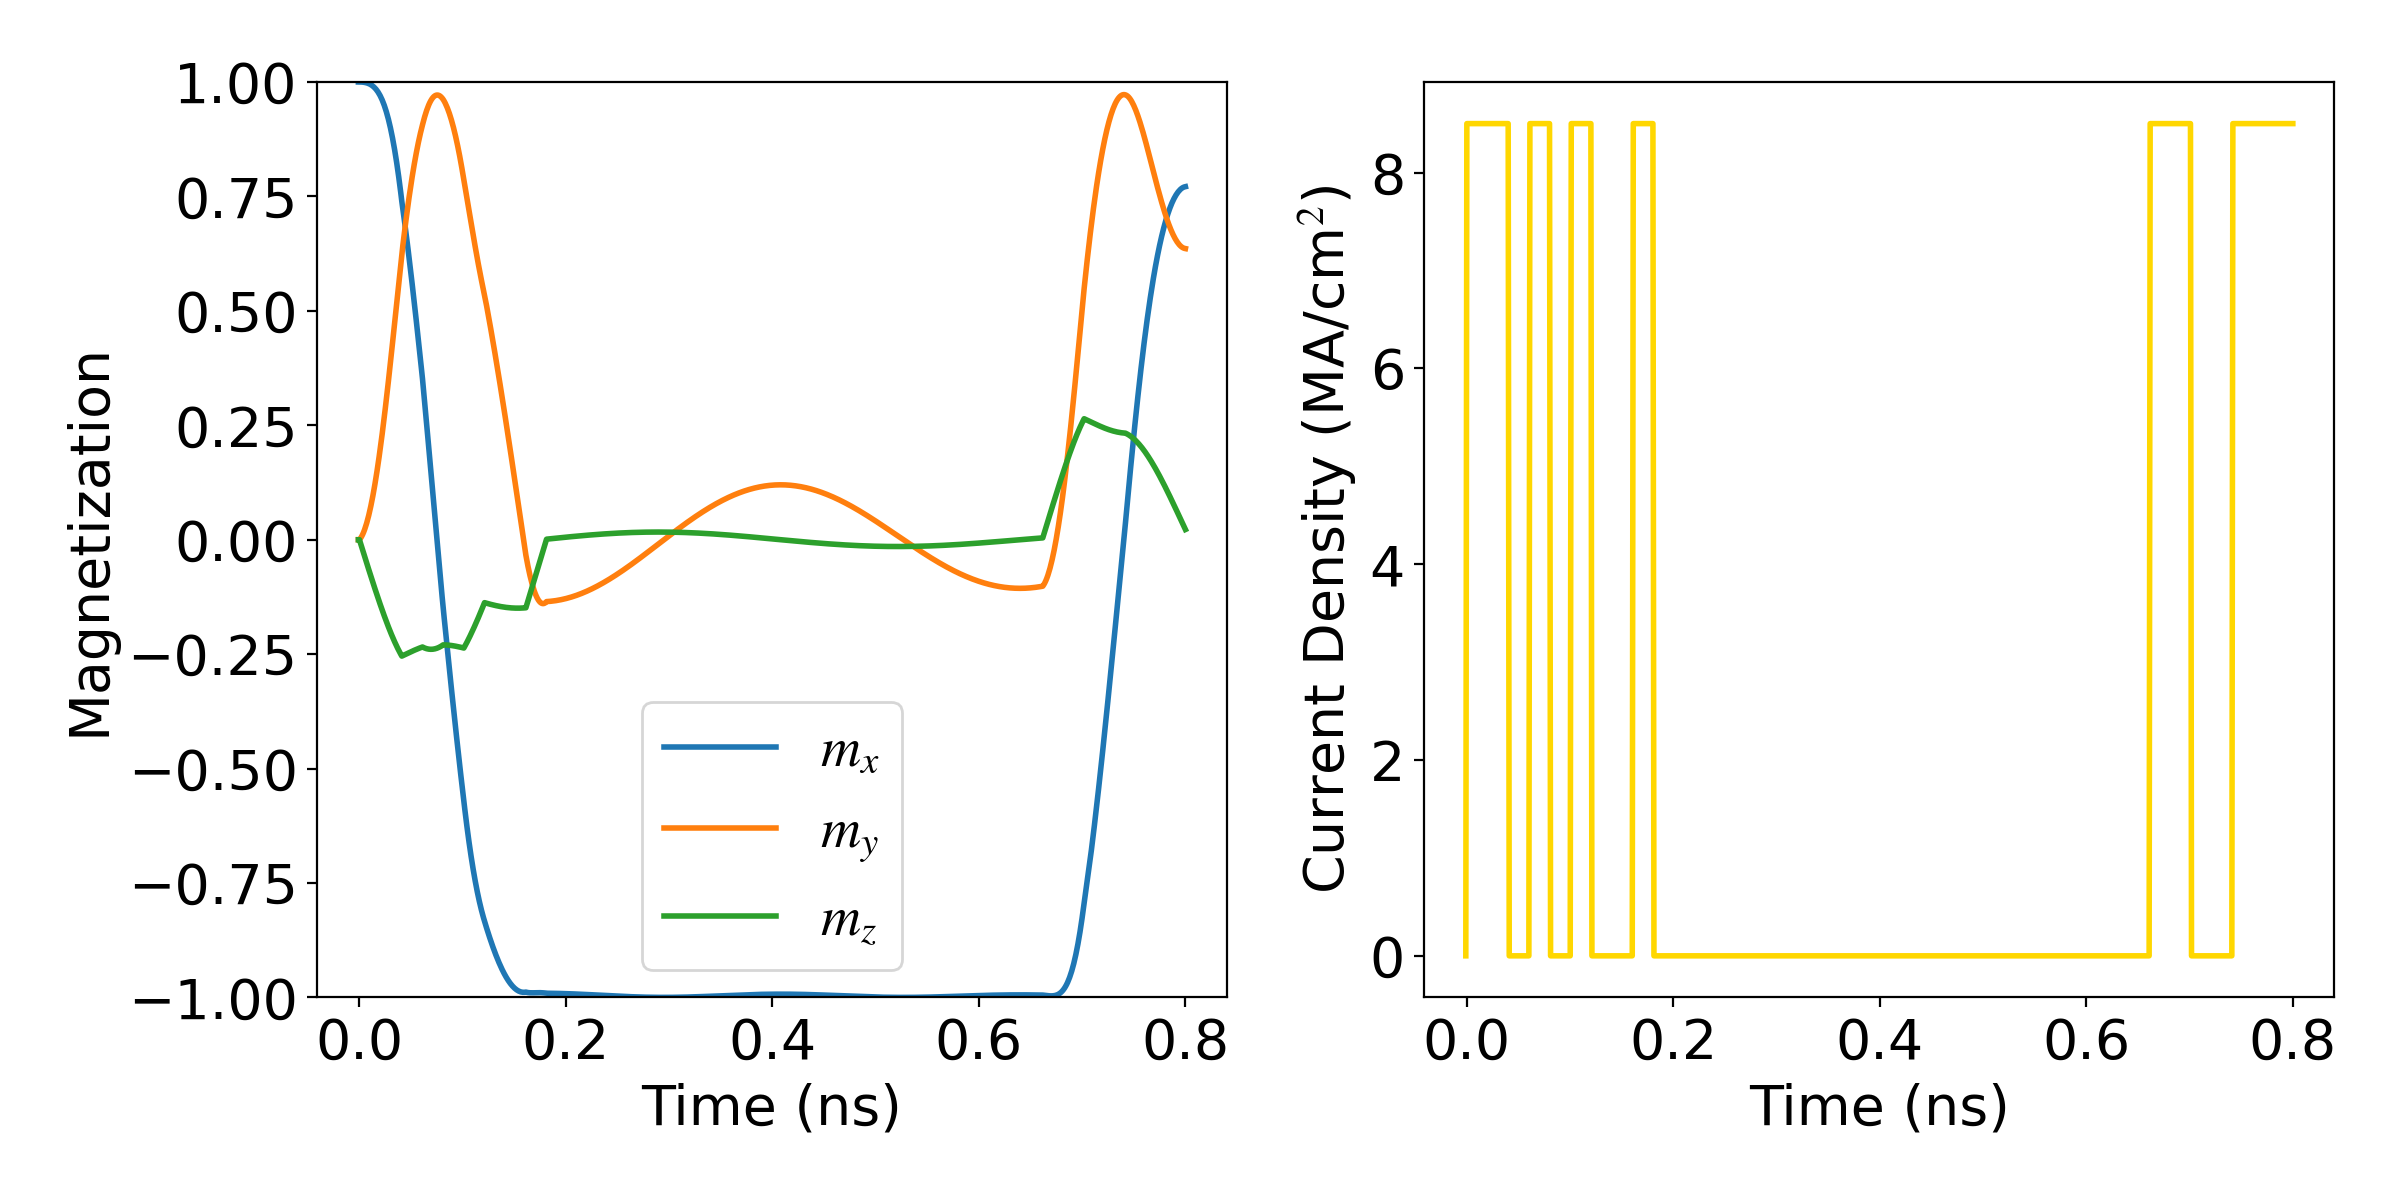 1.00
0.75
0.50
0.25
0.00
−0.25
−0.50
−0.75
−1.00
Magnetization
m_x
m_y
m_z
0.0 0.2 0.4 0.6 0.8
Time (ns)
8
6
4
2
0
Current Density (MA/cm²)
0.0 0.2 0.4 0.6 0.8
Time (ns)